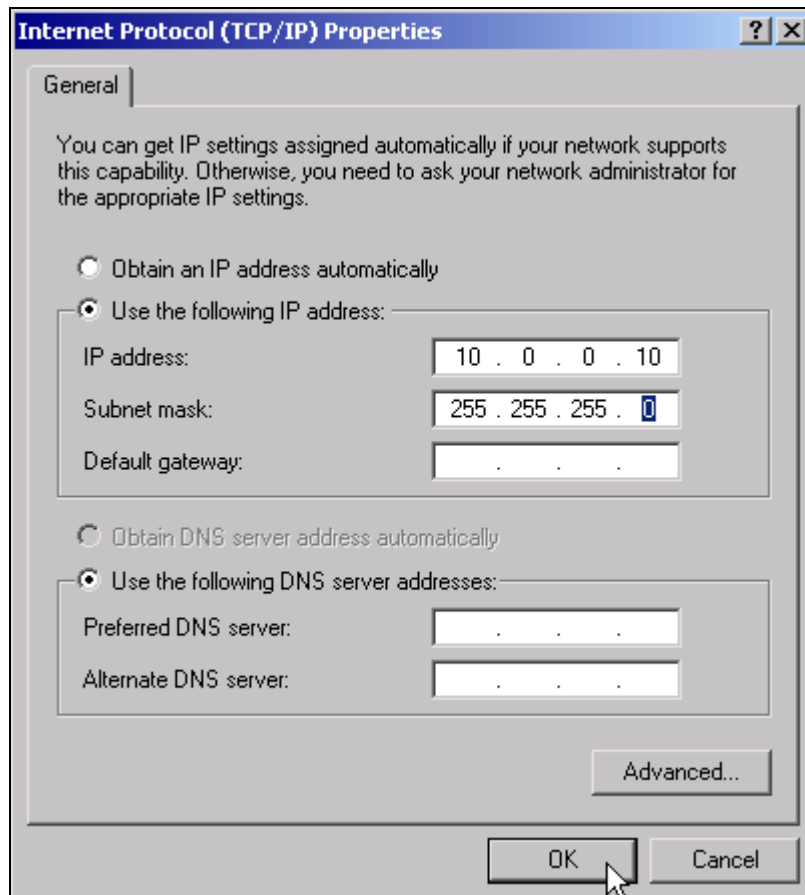 Internet Protocol (TCP/IP) Properties
General
You can get IP settings assigned automatically if your network supports
this capability. Otherwise, you need to ask your network administrator for
the appropriate IP settings.
Obtain an IP address automatically
Use the following IP address:
IP address: 10 . 0 . 0 . 10
Subnet mask: 255 . 255 . 255 . 0
Default gateway: . . .
Obtain DNS server address automatically
Use the following DNS server addresses:
Preferred DNS server: . . .
Alternate DNS server: . . .
Advanced...
OK Cancel